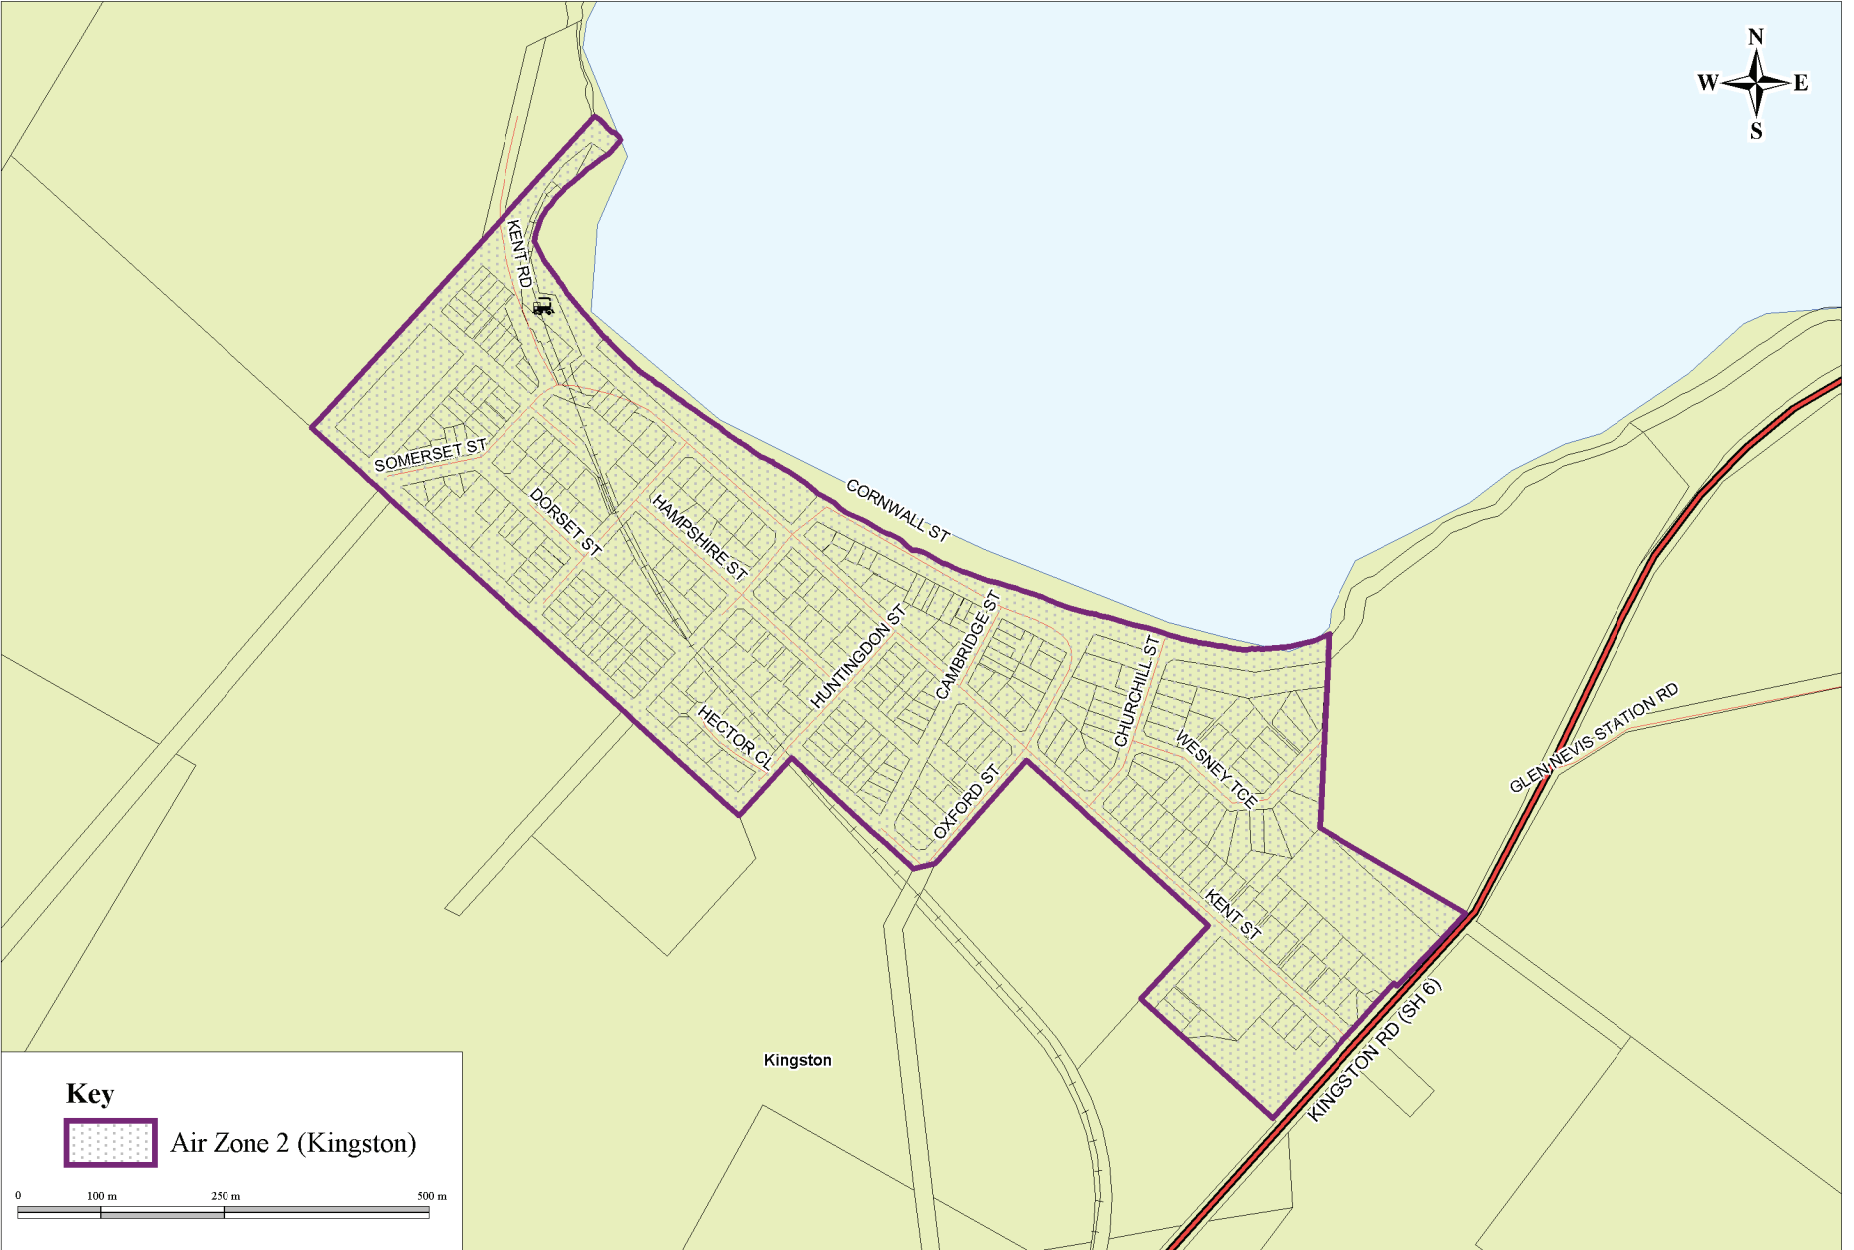 N
W E
S
KENT RD
SOMERSET ST
DORSET ST
HAMPSHIRE ST
CORNWALL ST
HUNTINGDON ST
CAMBRIDGE ST
CHURCHILL ST
HECTOR CL
OXFORD ST
WESNEY TCE
GLEN NEVIS STATION RD
KENT ST
KINGSTON RD (SH 6)
Kingston
Key
Air Zone 2 (Kingston)
0 100 m 250 m 500 m